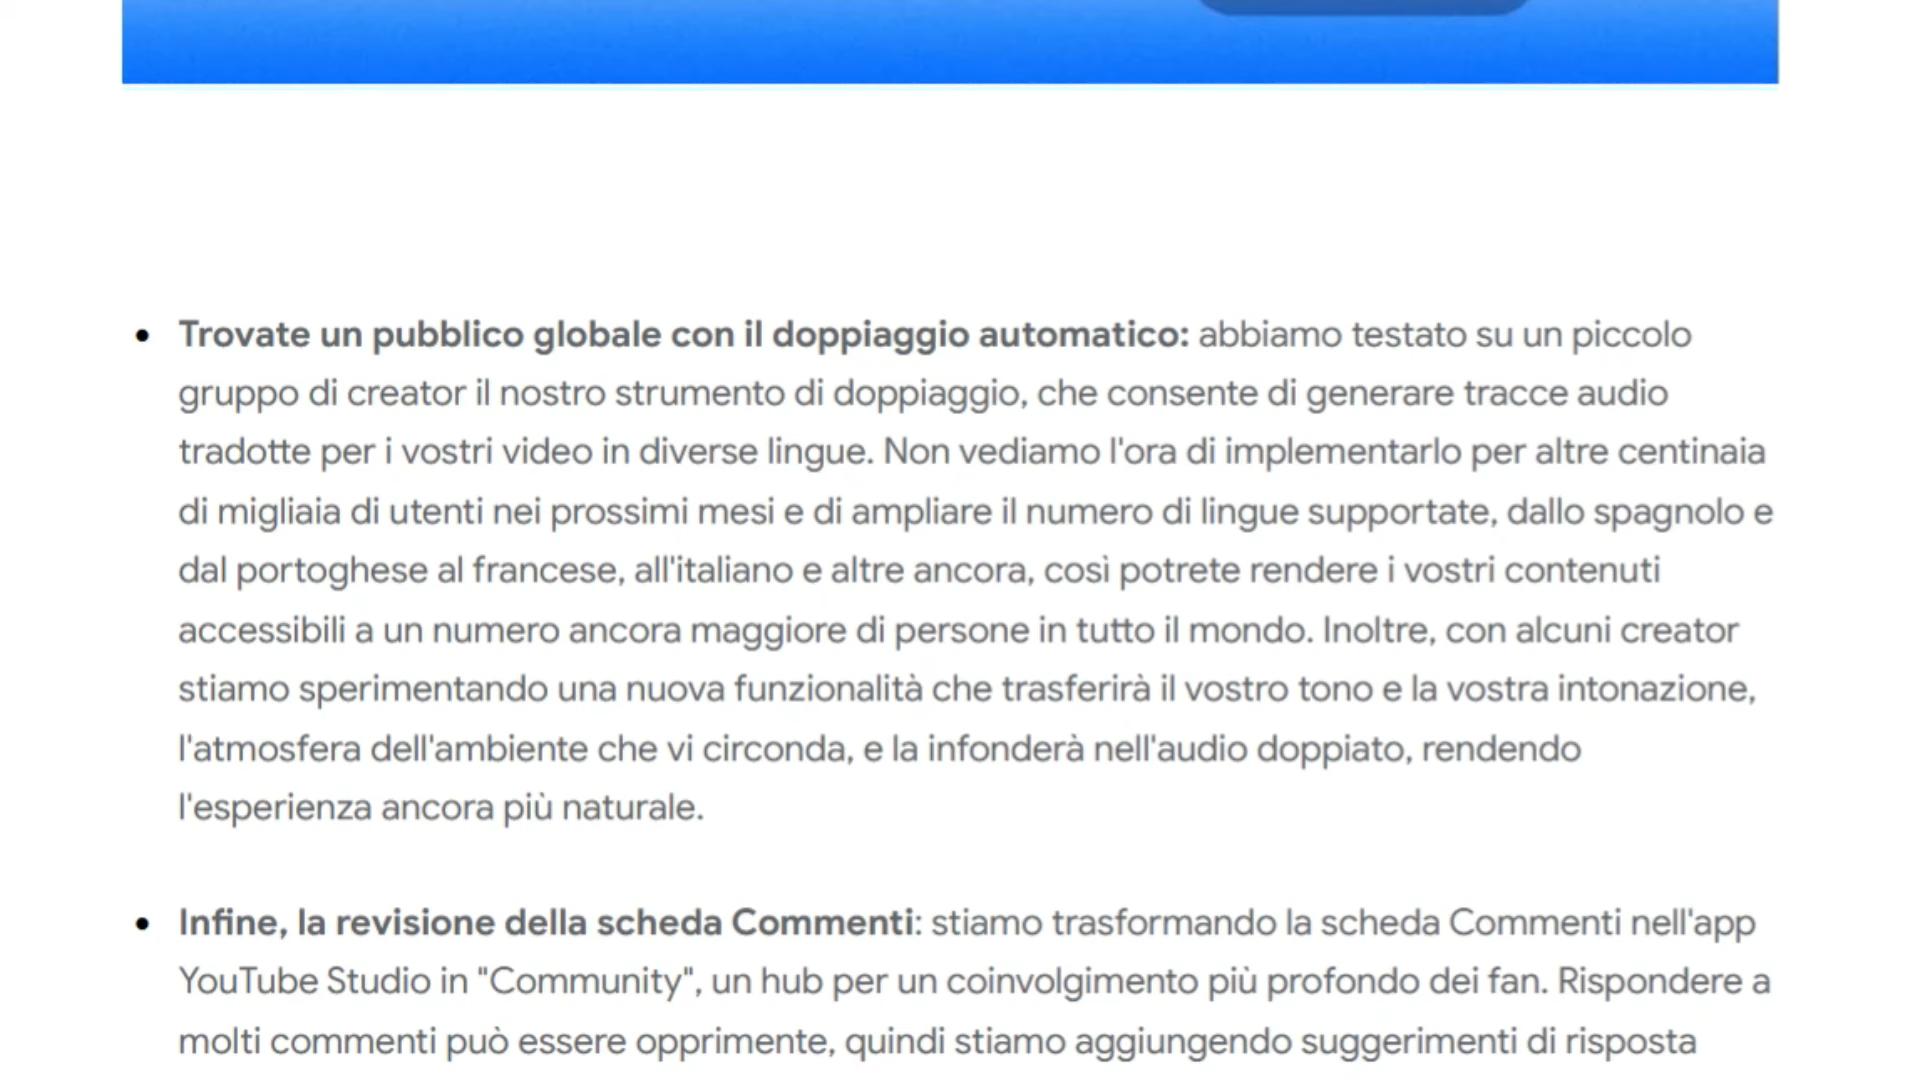 • Trovate un pubblico globale con il doppiaggio automatico: abbiamo testato su un piccolo
gruppo di creator il nostro strumento di doppiaggio, che consente di generare tracce audio
tradotte per i vostri video in diverse lingue. Non vediamo l'ora di implementarlo per altre centinaia
di migliaia di utenti nei prossimi mesi e di ampliare il numero di lingue supportate, dallo spagnolo e
dal portoghese al francese, all'italiano e altre ancora, così potrete rendere i vostri contenuti
accessibili a un numero ancora maggiore di persone in tutto il mondo. Inoltre, con alcuni creator
stiamo sperimentando una nuova funzionalità che trasferirà il vostro tono e la vostra intonazione,
l'atmosfera dell'ambiente che vi circonda, e la infonderà nell'audio doppiato, rendendo
l'esperienza ancora più naturale.
• Infine, la revisione della scheda Commenti: stiamo trasformando la scheda Commenti nell'app
YouTube Studio in "Community", un hub per un coinvolgimento più profondo dei fan. Rispondere a
molti commenti può essere opprimente, quindi stiamo aggiungendo suggerimenti di risposta